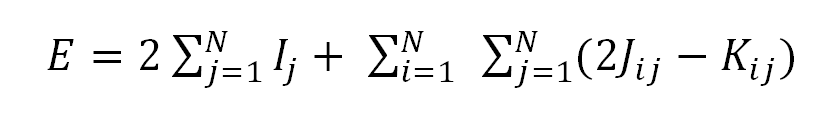 E = 2 ∑_{j=1}^{N} I_j + ∑_{i=1}^{N} ∑_{j=1}^{N} (2J_{ij} − K_{ij})